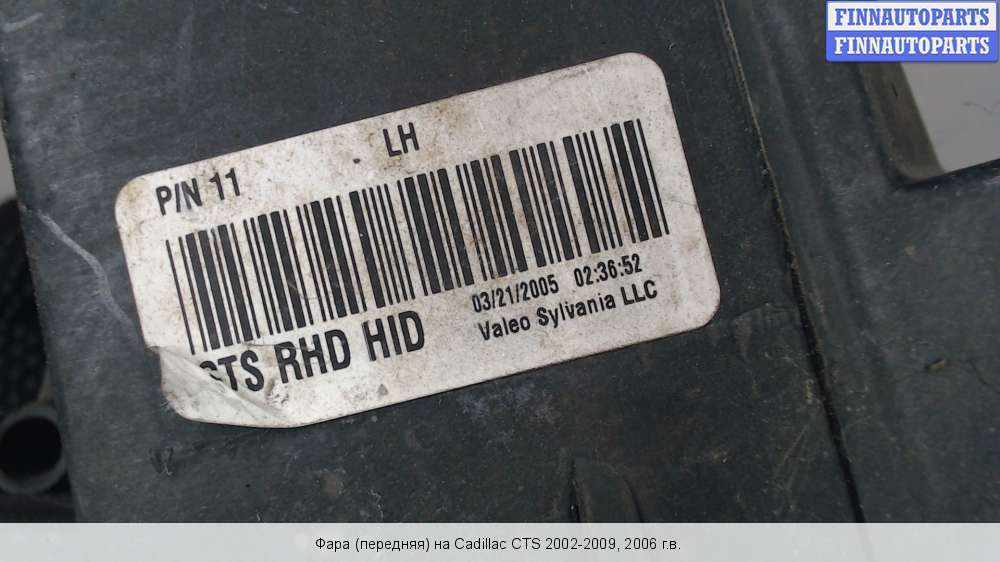 FINNAUTOPARTS
FINNAUTOPARTS
LH
P/N 11
03/21/2005 02:36:52
CTS RHD HID
Valeo Sylvania LLC
Фара (передняя) на Cadillac CTS 2002-2009, 2006 г.в.